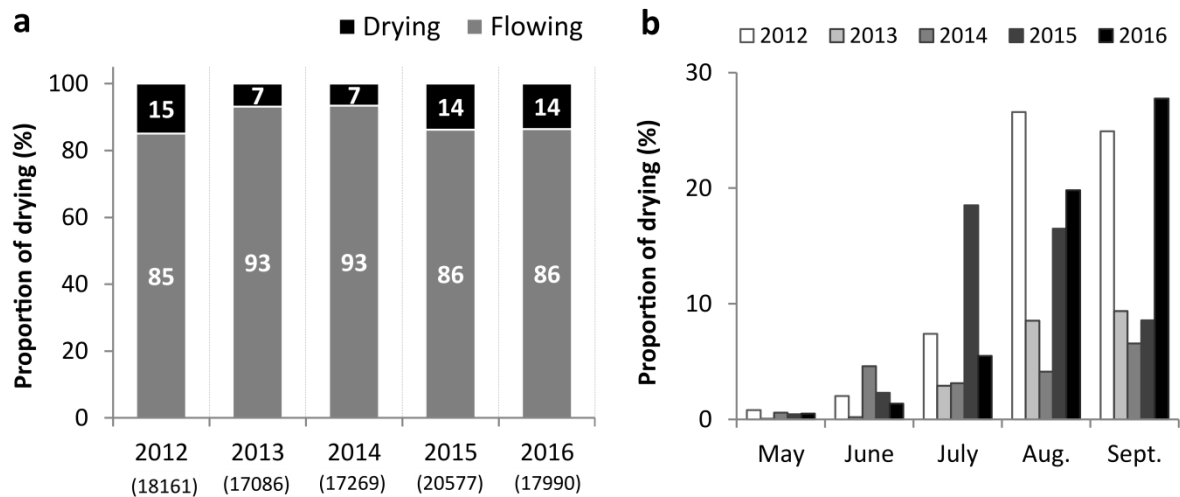 a
Drying Flowing
Proportion of drying (%)
100
80
60
40
20
0
15 7 7 14 14
85 93 93 86 86
2012 2013 2014 2015 2016
(18161) (17086) (17269) (20577) (17990)
b
2012 2013 2014 2015 2016
Proportion of drying (%)
30
20
10
0
May June July Aug. Sept.